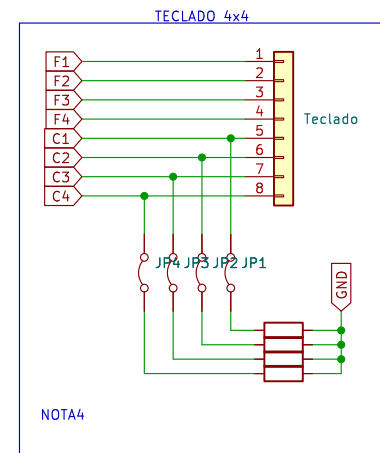 TECLADO 4x4
F1 1
F2 2
F3 3
F4 4
C1 5
C2 6
C3 7
C4 8
Teclado
JP4 JP3 JP2 JP1
GND
NOTA4